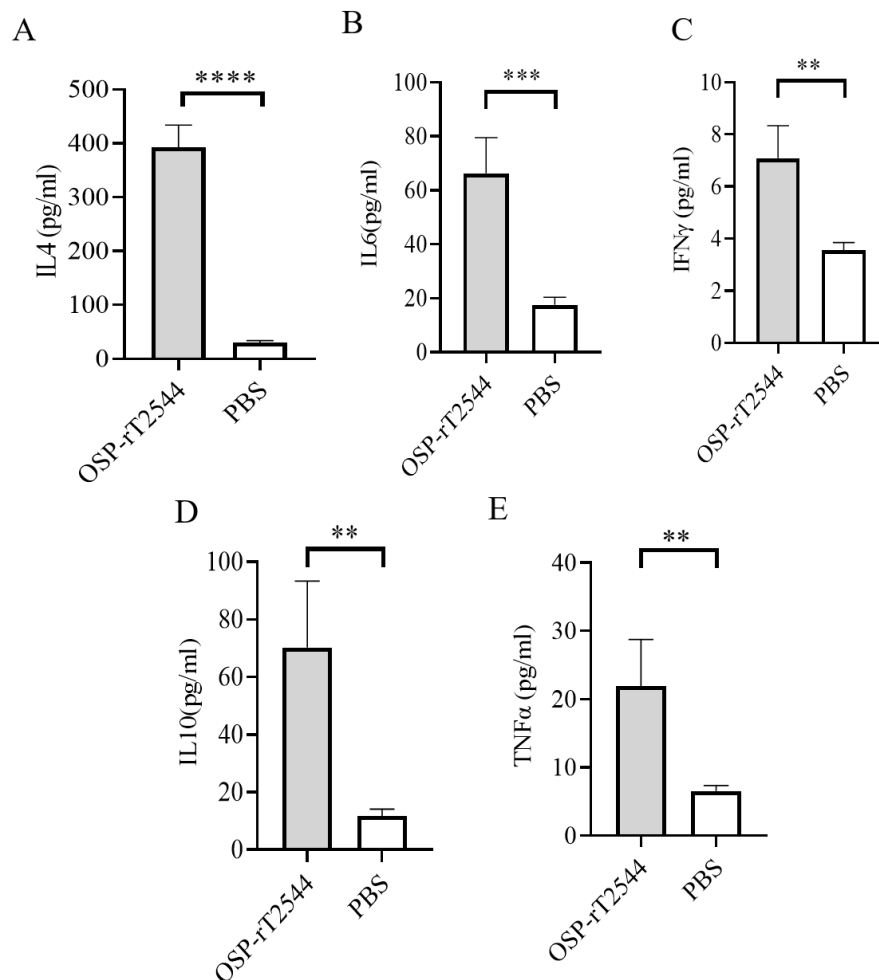 A
****
500
400
300
200
100
0
IL4 (pg/ml)
OSP-rT2544
PBS
B
***
100
80
60
40
20
0
IL6(pg/ml)
OSP-rT2544
PBS
C
**
10
8
6
4
2
0
IFNγ (pg/ml)
OSP-rT2544
PBS
D
**
100
80
60
40
20
0
IL10(pg/ml)
OSP-rT2544
PBS
E
**
40
30
20
10
0
TNFα (pg/ml)
OSP-rT2544
PBS